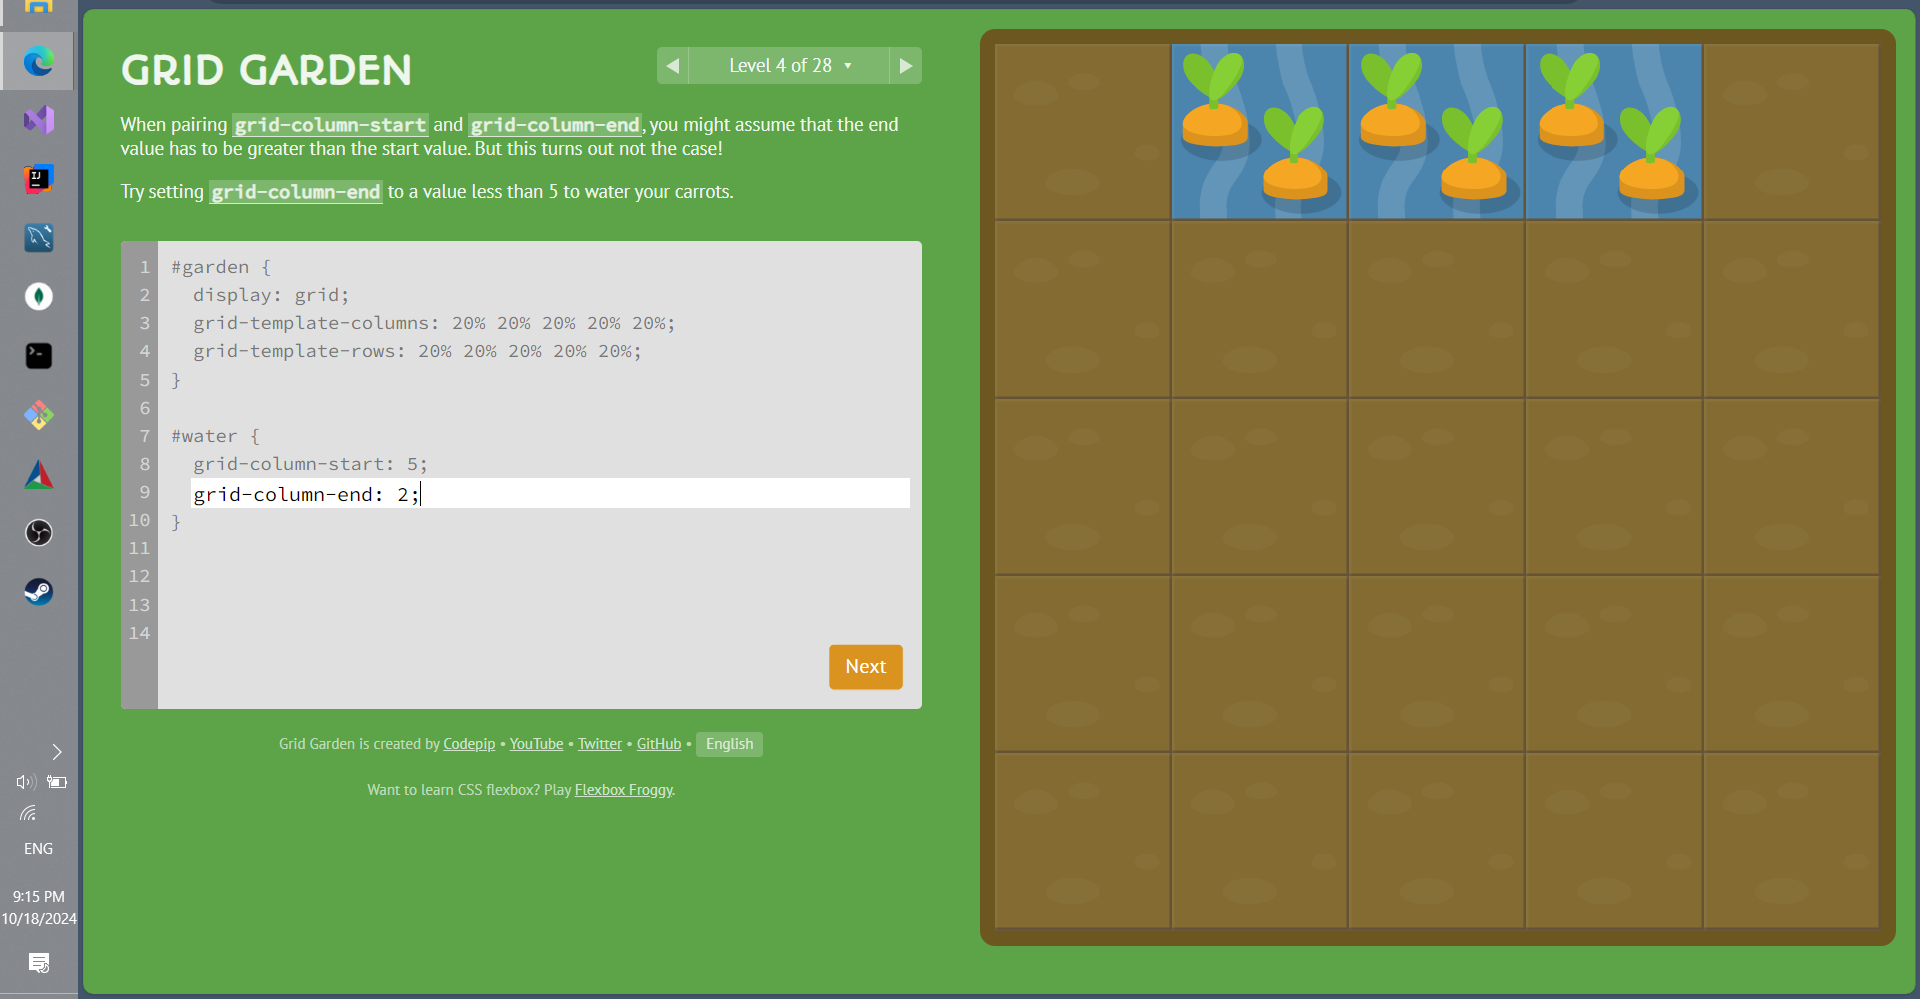 GRID GARDEN
◀ Level 4 of 28 ▾ ▶
When pairing grid-column-start and grid-column-end, you might assume that the end
value has to be greater than the start value. But this turns out not the case!
Try setting grid-column-end to a value less than 5 to water your carrots.
1 #garden {
2 display: grid;
3 grid-template-columns: 20% 20% 20% 20% 20%;
4 grid-template-rows: 20% 20% 20% 20% 20%;
5 }
6
7 #water {
8 grid-column-start: 5;
9 grid-column-end: 2;
10 }
11
12
13
14
Next
Grid Garden is created by Codepip • YouTube • Twitter • GitHub • English
Want to learn CSS flexbox? Play Flexbox Froggy.
IJ
ENG
9:15 PM
10/18/2024